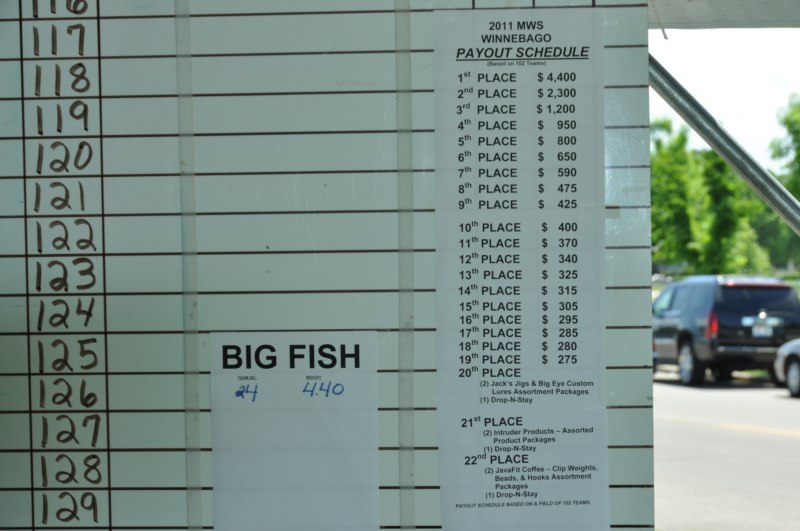 116
117
118
119
120
121
122
123
124
125
126
127
128
129
BIG FISH
TEAM NO. WEIGHT
24 4.40
2011 MWS
WINNEBAGO
PAYOUT SCHEDULE
(Based on 102 Teams)
1st PLACE $ 4,400
2nd PLACE $ 2,300
3rd PLACE $ 1,200
4th PLACE $ 950
5th PLACE $ 800
6th PLACE $ 650
7th PLACE $ 590
8th PLACE $ 475
9th PLACE $ 425
10th PLACE $ 400
11th PLACE $ 370
12th PLACE $ 340
13th PLACE $ 325
14th PLACE $ 315
15th PLACE $ 305
16th PLACE $ 295
17th PLACE $ 285
18th PLACE $ 280
19th PLACE $ 275
20th PLACE
(2) Jack's Jigs & Big Eye Custom
Lures Assortment Packages
(1) Drop-N-Stay
21st PLACE
(2) Intruder Products – Assorted
Product Packages
(1) Drop-N-Stay
22nd PLACE
(2) JavaFit Coffee – Clip Weights,
Beads, & Hooks Assortment
Packages
(1) Drop-N-Stay
PAYOUT SCHEDULE BASED ON A FIELD OF 102 TEAMS